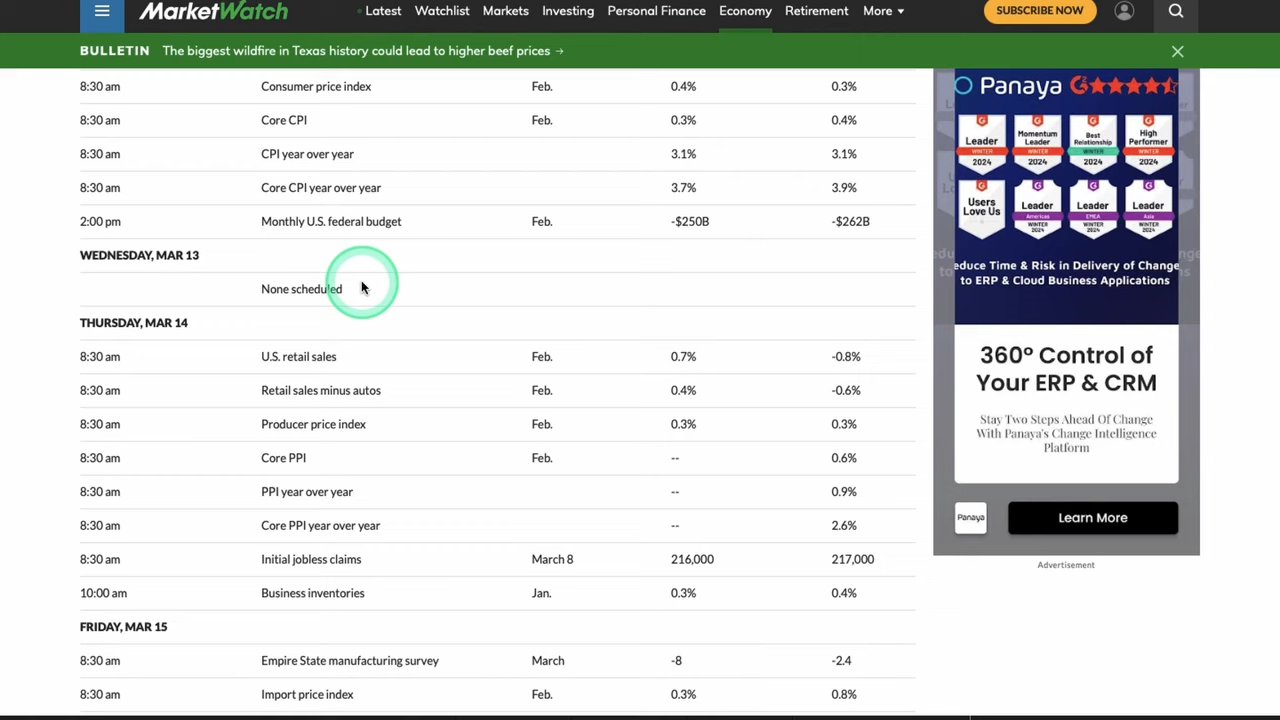 MarketWatch
Latest Watchlist Markets Investing Personal Finance Economy Retirement More
SUBSCRIBE NOW
BULLETIN The biggest wildfire in Texas history could lead to higher beef prices →
8:30 am Consumer price index Feb. 0.4% 0.3%
8:30 am Core CPI Feb. 0.3% 0.4%
8:30 am CPI year over year 3.1% 3.1%
8:30 am Core CPI year over year 3.7% 3.9%
2:00 pm Monthly U.S. federal budget Feb. -$250B -$262B
WEDNESDAY, MAR 13
None scheduled
THURSDAY, MAR 14
8:30 am U.S. retail sales Feb. 0.7% -0.8%
8:30 am Retail sales minus autos Feb. 0.4% -0.6%
8:30 am Producer price index Feb. 0.3% 0.3%
8:30 am Core PPI Feb. -- 0.6%
8:30 am PPI year over year -- 0.9%
8:30 am Core PPI year over year -- 2.6%
8:30 am Initial jobless claims March 8 216,000 217,000
10:00 am Business inventories Jan. 0.3% 0.4%
FRIDAY, MAR 15
8:30 am Empire State manufacturing survey March -8 -2.4
8:30 am Import price index Feb. 0.3% 0.8%
Panaya
Leader WINTER 2024
Momentum Leader WINTER 2024
Best Relationship WINTER 2024
High Performer WINTER 2024
Users Love Us
Leader Americas WINTER 2024
Leader EMEA WINTER 2024
Leader Asia WINTER 2024
educe Time & Risk in Delivery of Change
to ERP & Cloud Business Applications
360° Control of
Your ERP & CRM
Stay Two Steps Ahead Of Change
With Panaya's Change Intelligence
Platform
Panaya
Learn More
Advertisement